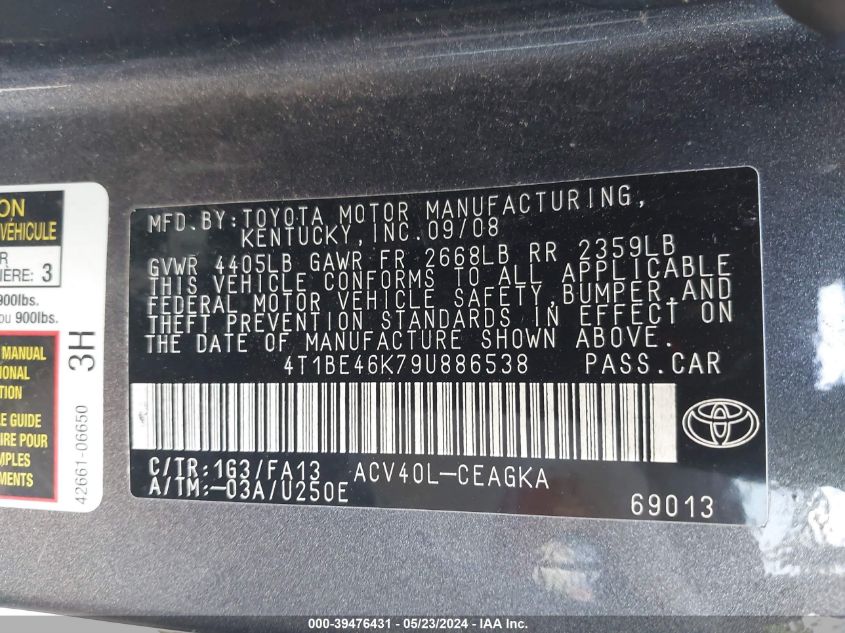 ON
VÉHICULE
R
IÈRE: 3
900lbs.
ou 900lbs.
MANUAL
IONAL
TION
LE GUIDE
IRE POUR
MPLES
EMENTS
3H
42661-06650
MFD. BY: TOYOTA MOTOR MANUFACTURING,
KENTUCKY, INC. 09/08
GVWR 4405LB GAWR FR 2668LB RR 2359LB
THIS VEHICLE CONFORMS TO ALL APPLICABLE
FEDERAL MOTOR VEHICLE SAFETY, BUMPER, AND
THEFT PREVENTION STANDARDS IN EFFECT ON
THE DATE OF MANUFACTURE SHOWN ABOVE.
4T1BE46K79U886538 PASS.CAR
C/TR: 1G3/FA13 ACV40L-CEAGKA
A/TM: -03A/U250E
69013
000-39476431 - 05/23/2024 - IAA Inc.